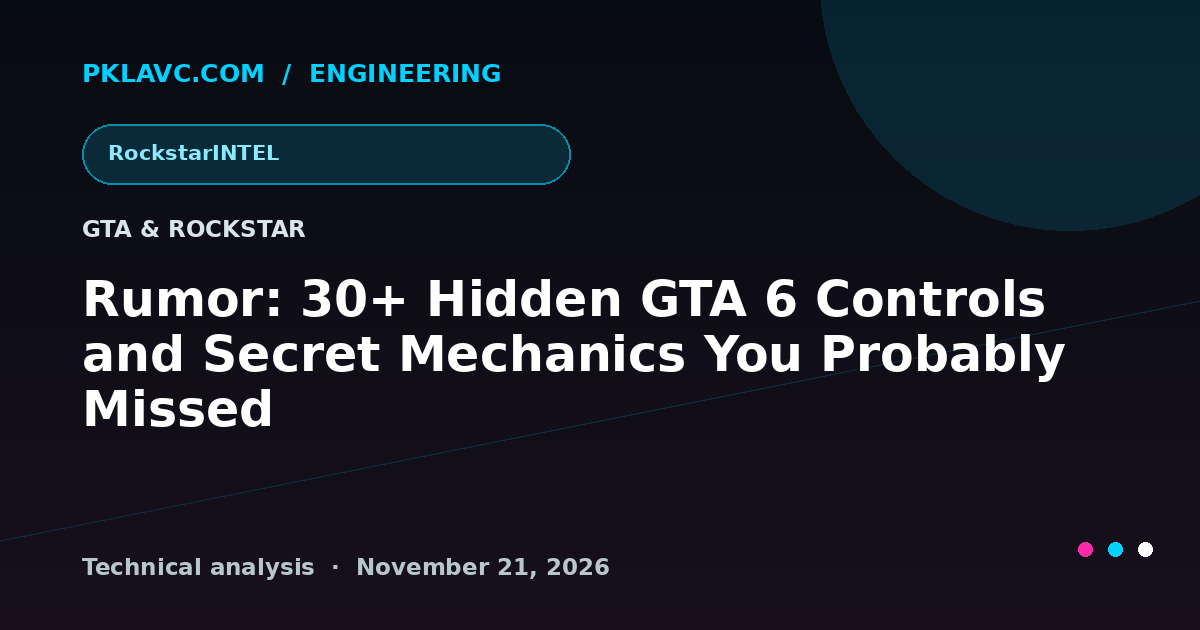 PKLAVC.COM / ENGINEERING
RockstarINTEL
GTA & ROCKSTAR
Rumor: 30+ Hidden GTA 6 Controls
and Secret Mechanics You Probably
Missed
Technical analysis · November 21, 2026